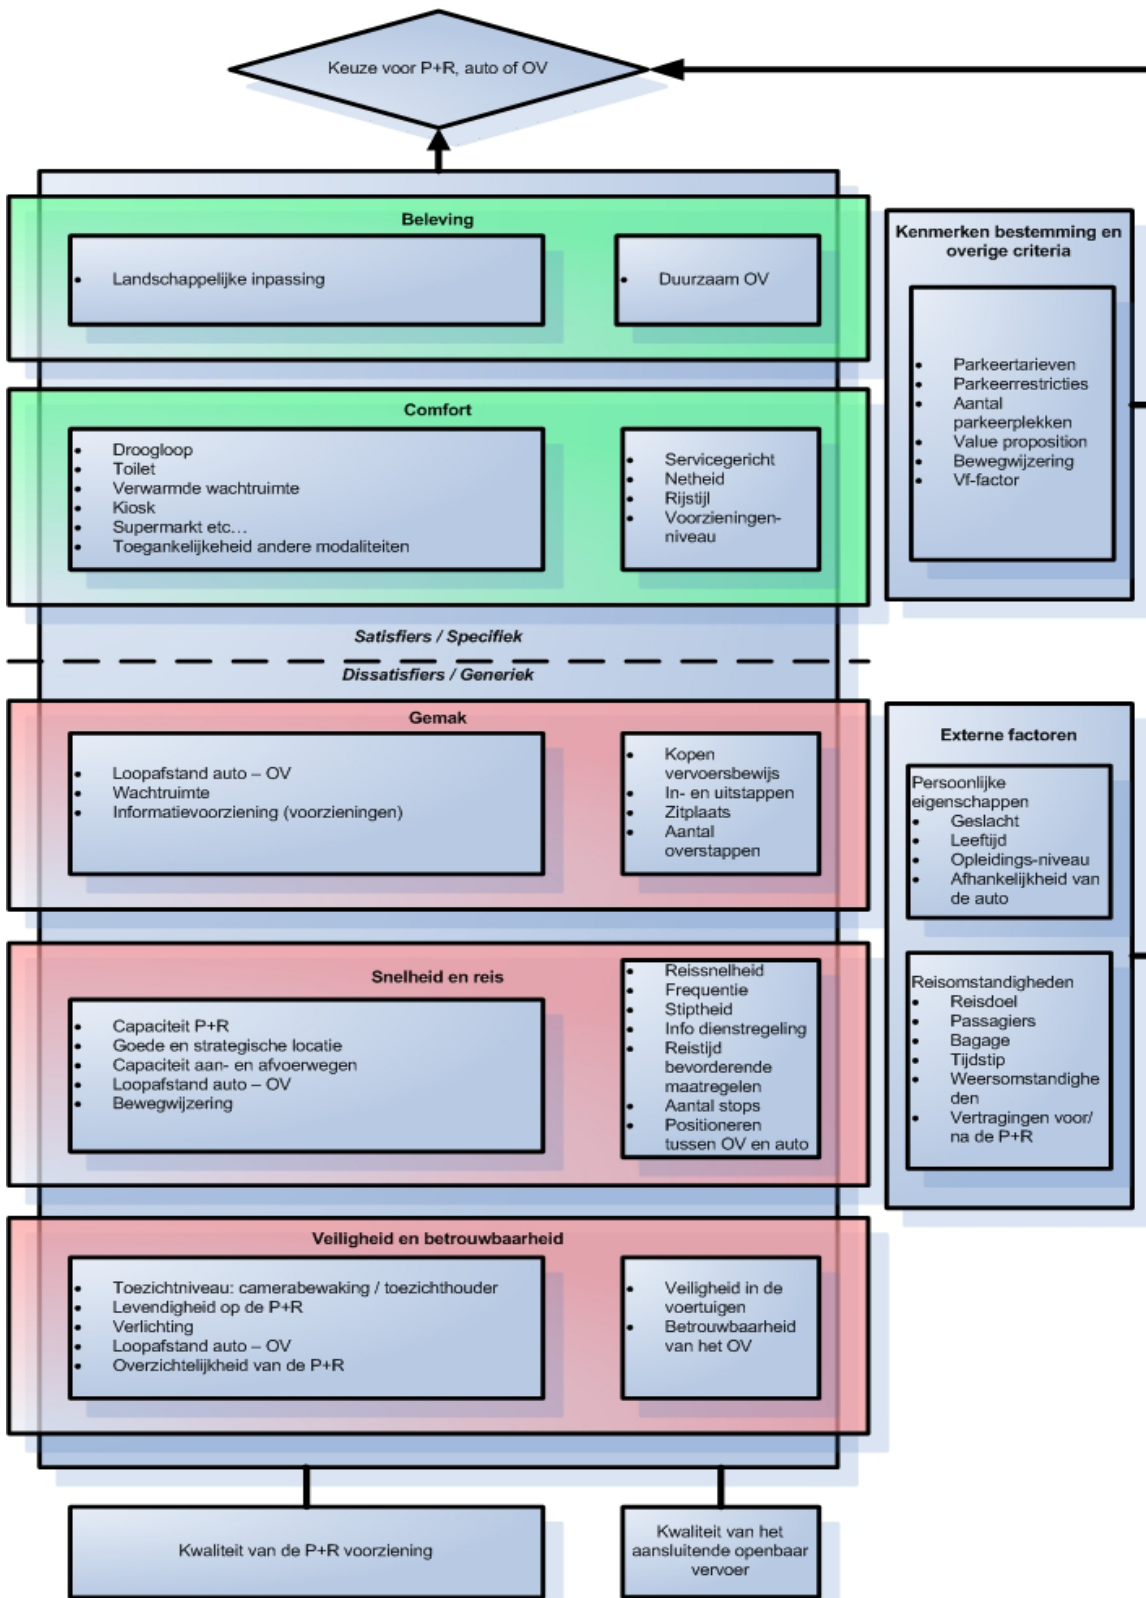 Keuze voor P+R, auto of OV
Beleving
• Landschappelijke inpassing
• Duurzaam OV
Comfort
• Droogloop
• Toilet
• Verwarmde wachtruimte
• Kiosk
• Supermarkt etc…
• Toegankelijkeheid andere modaliteiten
• Servicegericht
• Netheid
• Rijstijl
• Voorzieningen-
niveau
Kenmerken bestemming en
overige criteria
• Parkeertarieven
• Parkeerrestricties
• Aantal
parkeerplekken
• Value proposition
• Bewegwijzering
• Vf-factor
Satisfiers / Specifiek
Dissatisfiers / Generiek
Gemak
• Loopafstand auto – OV
• Wachtruimte
• Informatievoorziening (voorzieningen)
• Kopen
vervoersbewijs
• In- en uitstappen
• Zitplaats
• Aantal
overstappen
Snelheid en reis
• Capaciteit P+R
• Goede en strategische locatie
• Capaciteit aan- en afvoerwegen
• Loopafstand auto – OV
• Bewegwijzering
• Reissnelheid
• Frequentie
• Stiptheid
• Info dienstregeling
• Reistijd
bevorderende
maatregelen
• Aantal stops
• Positioneren
tussen OV en auto
Externe factoren
Persoonlijke
eigenschappen
• Geslacht
• Leeftijd
• Opleidings-niveau
• Afhankelijkheid van
de auto
Reisomstandigheden
• Reisdoel
• Passagiers
• Bagage
• Tijdstip
• Weersomstandighe
den
• Vertragingen voor/
na de P+R
Veiligheid en betrouwbaarheid
• Toezichtniveau: camerabewaking / toezichthouder
• Levendigheid op de P+R
• Verlichting
• Loopafstand auto – OV
• Overzichtelijkheid van de P+R
• Veiligheid in de
voertuigen
• Betrouwbaarheid
van het OV
Kwaliteit van de P+R voorziening
Kwaliteit van het
aansluitende openbaar
vervoer